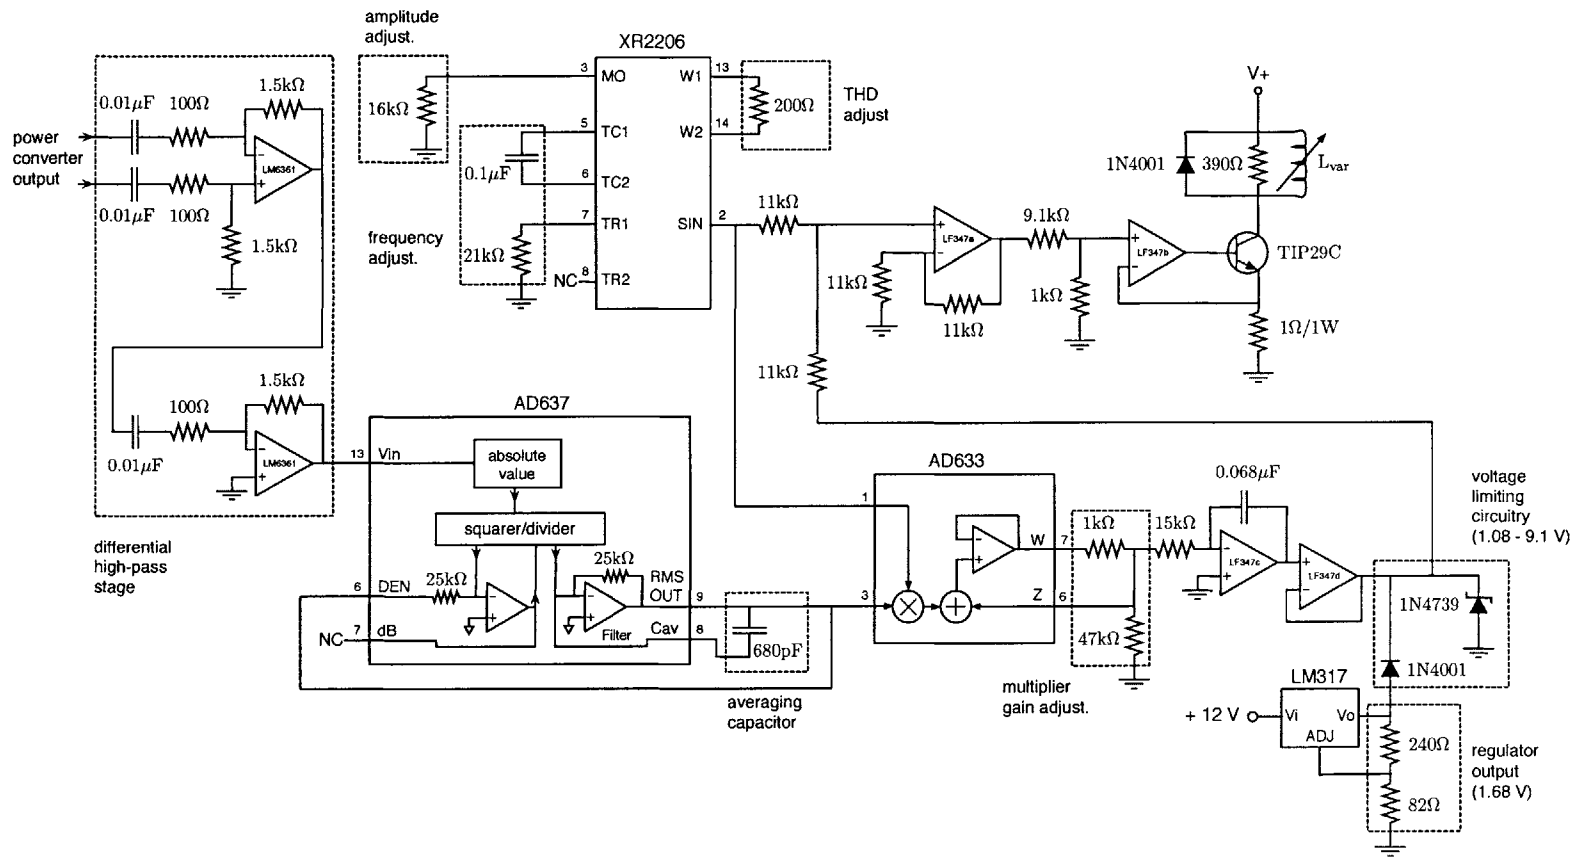 amplitude
adjust.
16kΩ
XR2206
3
MO
W1
13
200Ω
THD
adjust
5
TC1
W2
14
0.1μF
6
TC2
7
TR1
SIN
2
frequency
adjust.
21kΩ
NC
8
TR2
power
converter
output
0.01μF
100Ω
1.5kΩ
-
+
LM6361
0.01μF
100Ω
1.5kΩ
0.01μF
100Ω
1.5kΩ
-
+
LM6361
differential
high-pass
stage
11kΩ
11kΩ
+
-
LF347a
11kΩ
11kΩ
9.1kΩ
1kΩ
+
-
LF347b
V+
1N4001
390Ω
Lvar
TIP29C
1Ω/1W
AD637
13
Vin
absolute
value
squarer/divider
6
DEN
25kΩ
-
+
25kΩ
-
+
RMS
OUT
9
NC
7
dB
Filter
Cav
8
680pF
averaging
capacitor
AD633
1
3
-
+
W
7
Z
6
1kΩ
47kΩ
multiplier
gain adjust.
15kΩ
0.068μF
-
+
LF347c
+
-
LF347d
voltage
limiting
circuitry
(1.08 - 9.1 V)
1N4739
1N4001
LM317
+ 12 V
Vi
Vo
ADJ
240Ω
82Ω
regulator
output
(1.68 V)